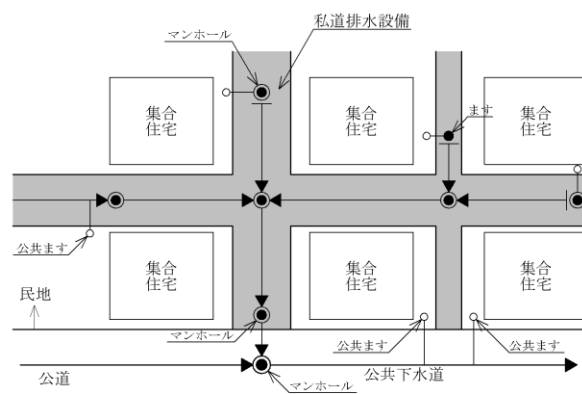 私道排水設備
マンホール
集合
住宅
集合
住宅
ます
集合
住宅
公共ます
集合
住宅
集合
住宅
集合
住宅
民地
マンホール
公共ます
公共ます
公道
マンホール
公共下水道